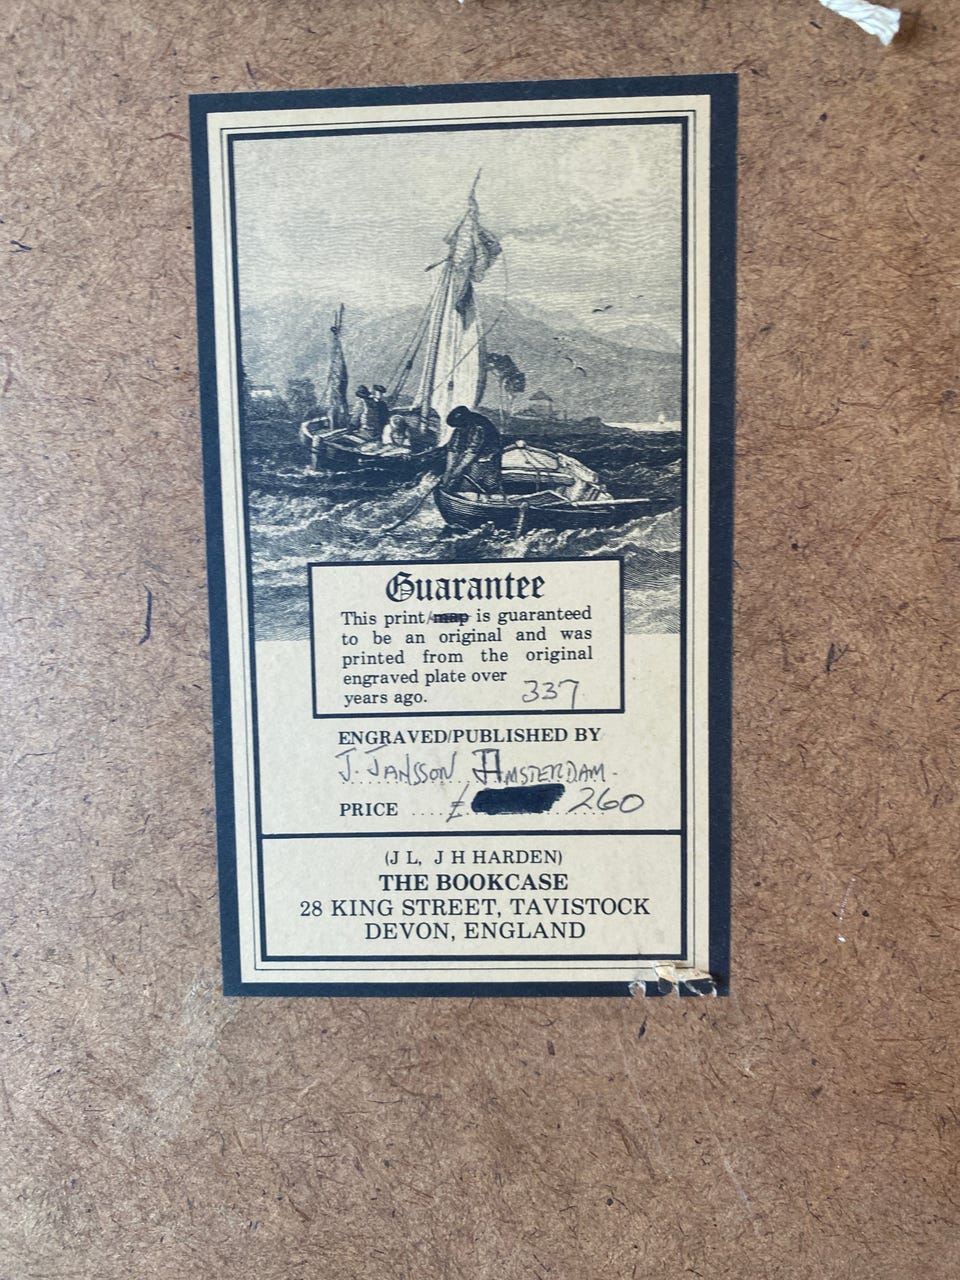 Guarantee
This print/map is guaranteed
to be an original and was
printed from the original
engraved plate over
years ago. 337
ENGRAVED/PUBLISHED BY
J. JANSSON AMSTERDAM.
PRICE .... £ 260
(J L, J H HARDEN)
THE BOOKCASE
28 KING STREET, TAVISTOCK
DEVON, ENGLAND